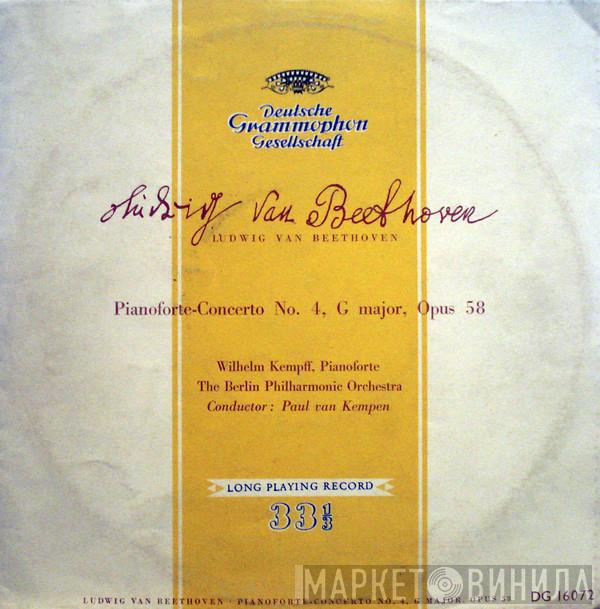 Deutsche
Grammophon
Gesellschaft
Ludwig van Beethoven
LUDWIG VAN BEETHOVEN
Pianoforte-Concerto No. 4, G major, Opus 58
Wilhelm Kempff, Pianoforte
The Berlin Philharmonic Orchestra
Conductor: Paul van Kempen
LONG PLAYING RECORD
33 1/3
LUDWIG VAN BEETHOVEN · PIANOFORTE-CONCERTO NO. 4, G MAJOR, OPUS 58
DG 16072
МАРКЕТ ВИНИЛА